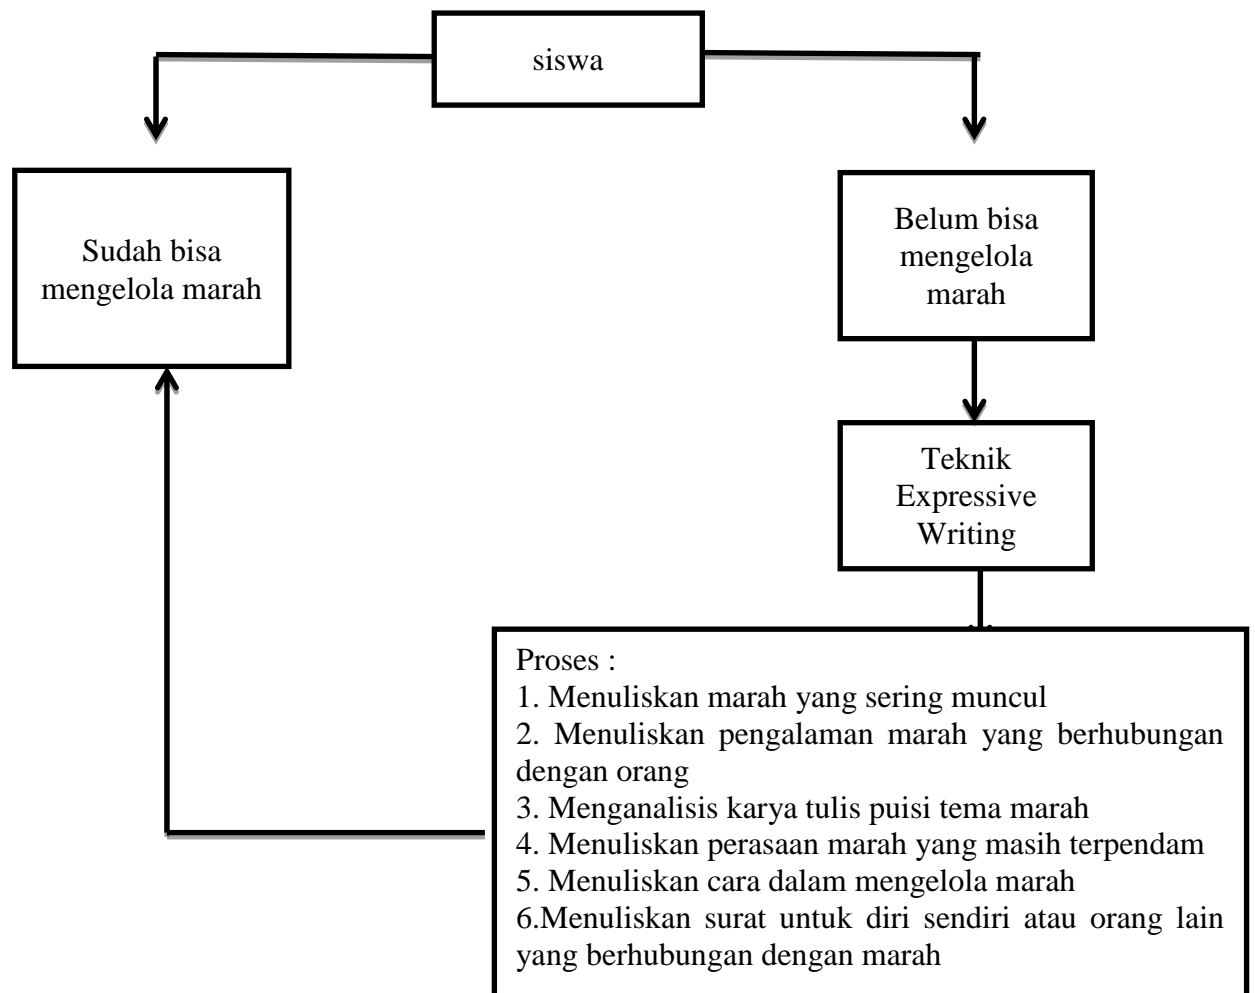 siswa
Sudah bisa
mengelola marah
Belum bisa
mengelola
marah
Teknik
Expressive
Writing
Proses :
1. Menuliskan marah yang sering muncul
2. Menuliskan pengalaman marah yang berhubungan
dengan orang
3. Menganalisis karya tulis puisi tema marah
4. Menuliskan perasaan marah yang masih terpendam
5. Menuliskan cara dalam mengelola marah
6.Menuliskan surat untuk diri sendiri atau orang lain
yang berhubungan dengan marah